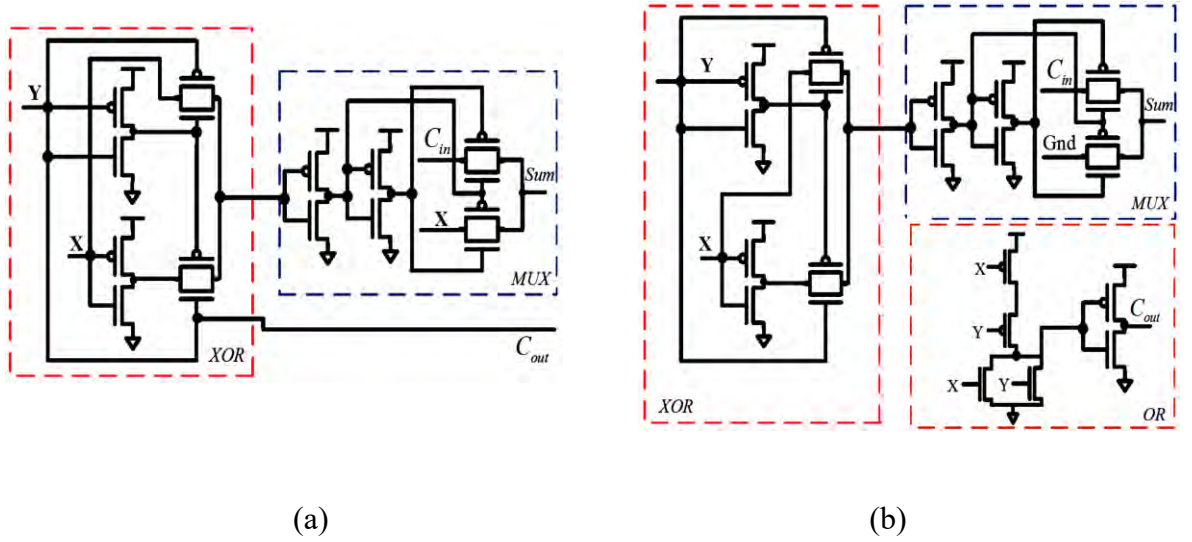 Y
X
XOR
C_in
X
Sum
MUX
C_out
(a)
Y
X
XOR
C_in
Gnd
Sum
MUX
X
Y
X
Y
C_out
OR
(b)